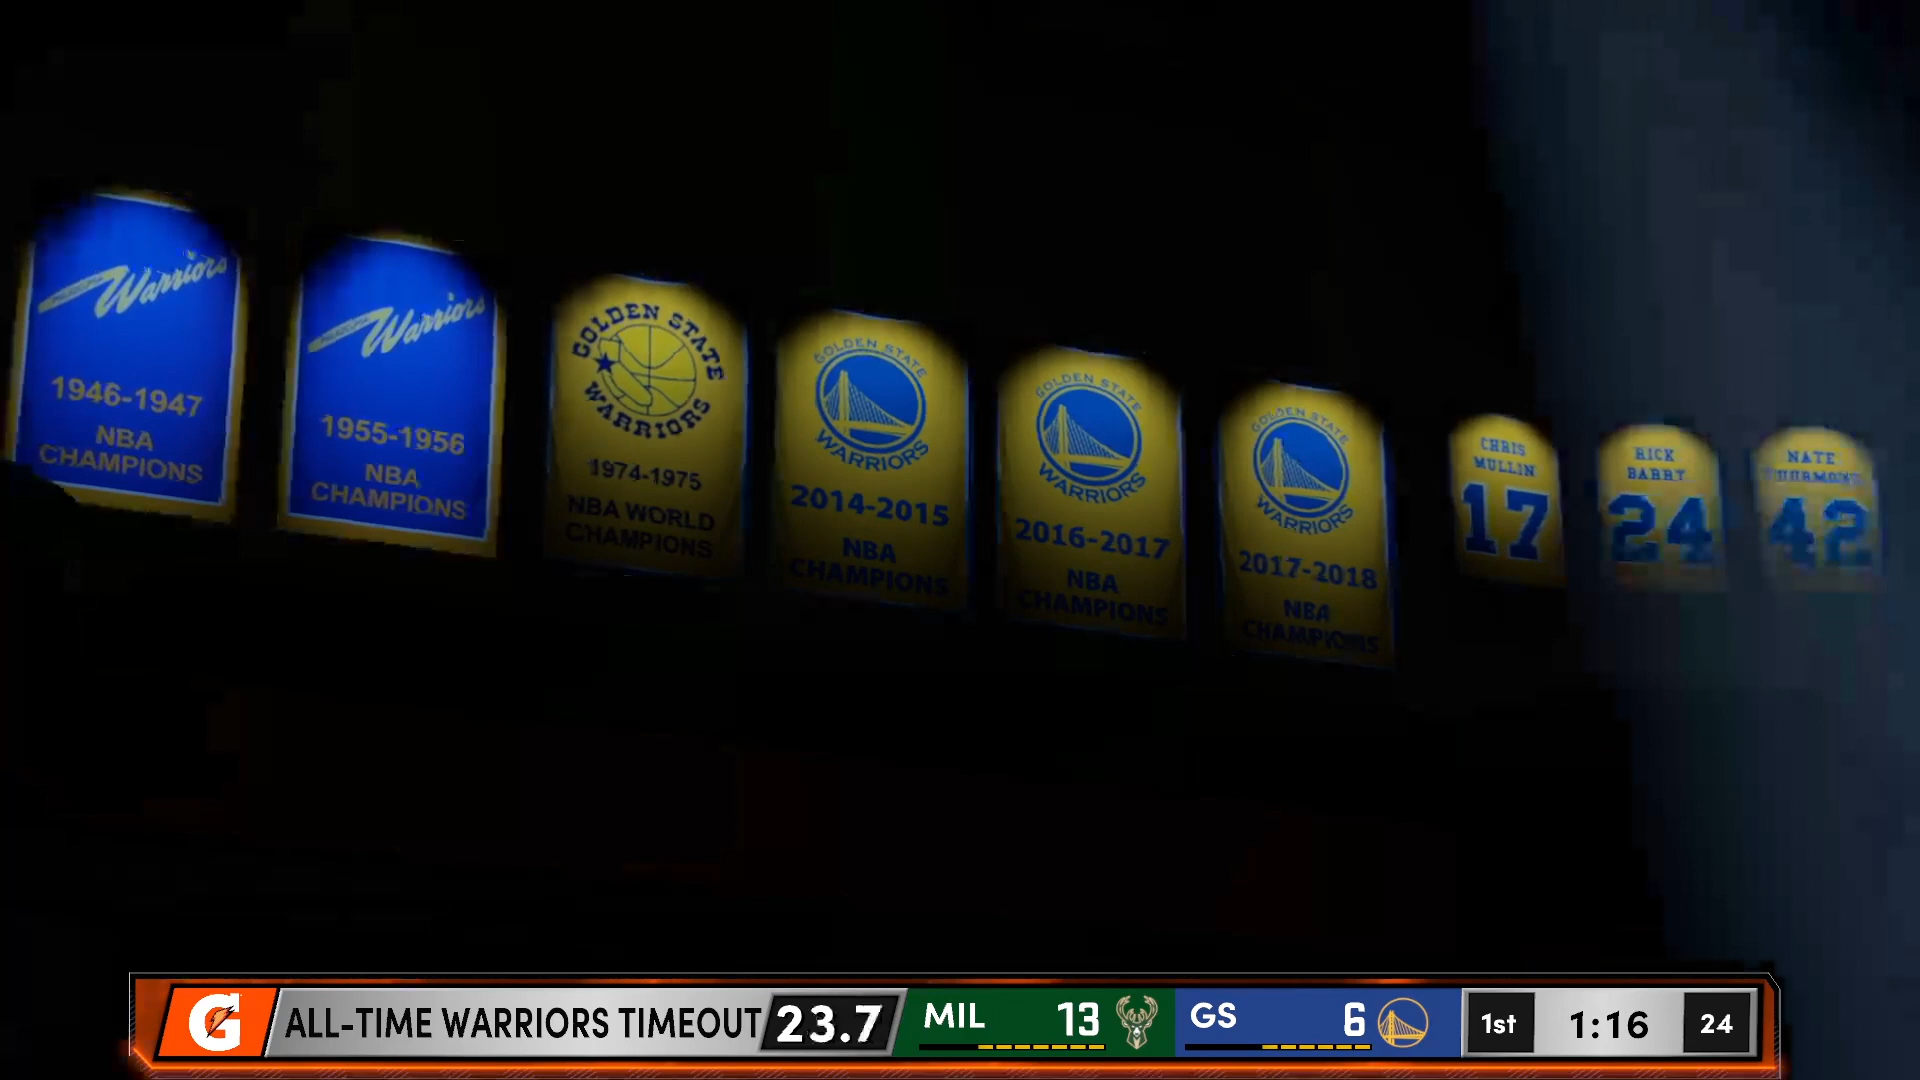 Warriors
1946-1947
NBA
CHAMPIONS
Warriors
1955-1956
NBA
CHAMPIONS
GOLDEN STATE
WARRIORS
1974-1975
NBA WORLD
CHAMPIONS
GOLDEN STATE
WARRIORS
2014-2015
NBA
CHAMPIONS
GOLDEN STATE
WARRIORS
2016-2017
NBA
CHAMPIONS
GOLDEN STATE
WARRIORS
2017-2018
NBA
CHAMPIONS
CHRIS
MULLIN
17
RICK
BARRY
24
NATE
THURMOND
42
G ALL-TIME WARRIORS TIMEOUT 23.7 MIL 13 GS 6 1st 1:16 24